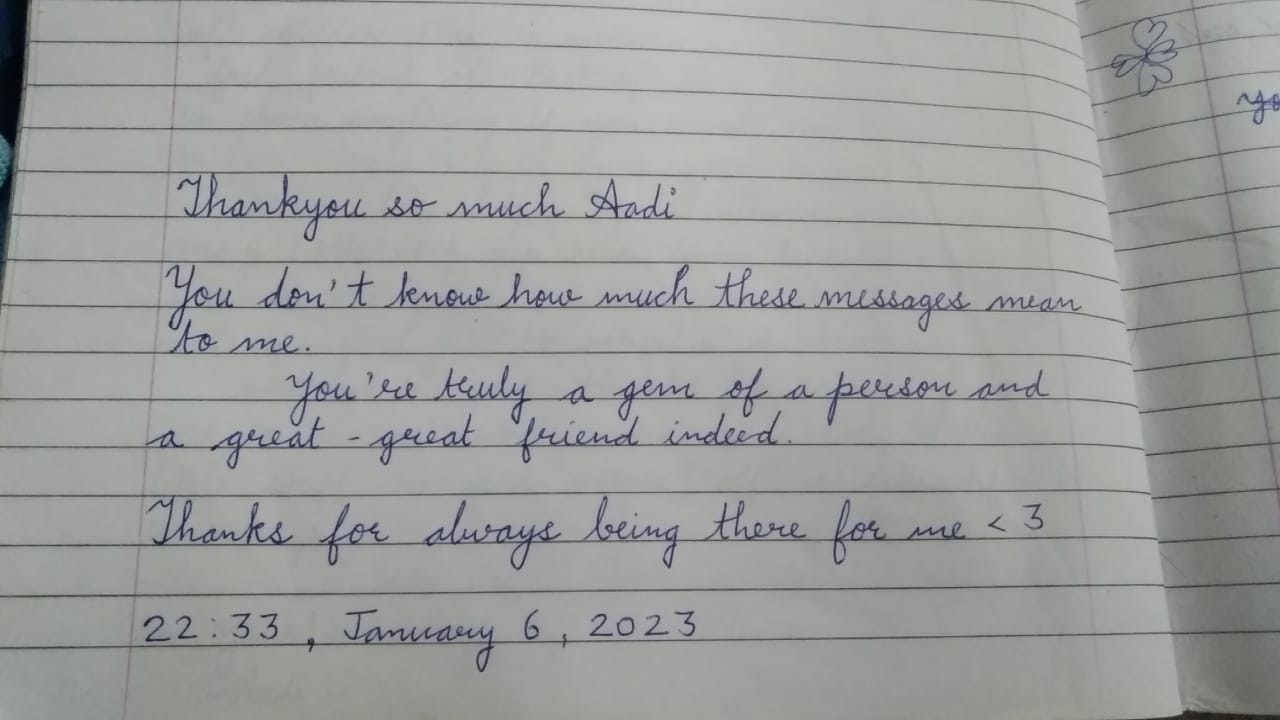 Thankyou so much Aadi
You don't know how much these messages mean
to me.
You're truly a gem of a person and
a great - great friend indeed.
Thanks for always being there for me < 3
22:33 , January 6 , 2023